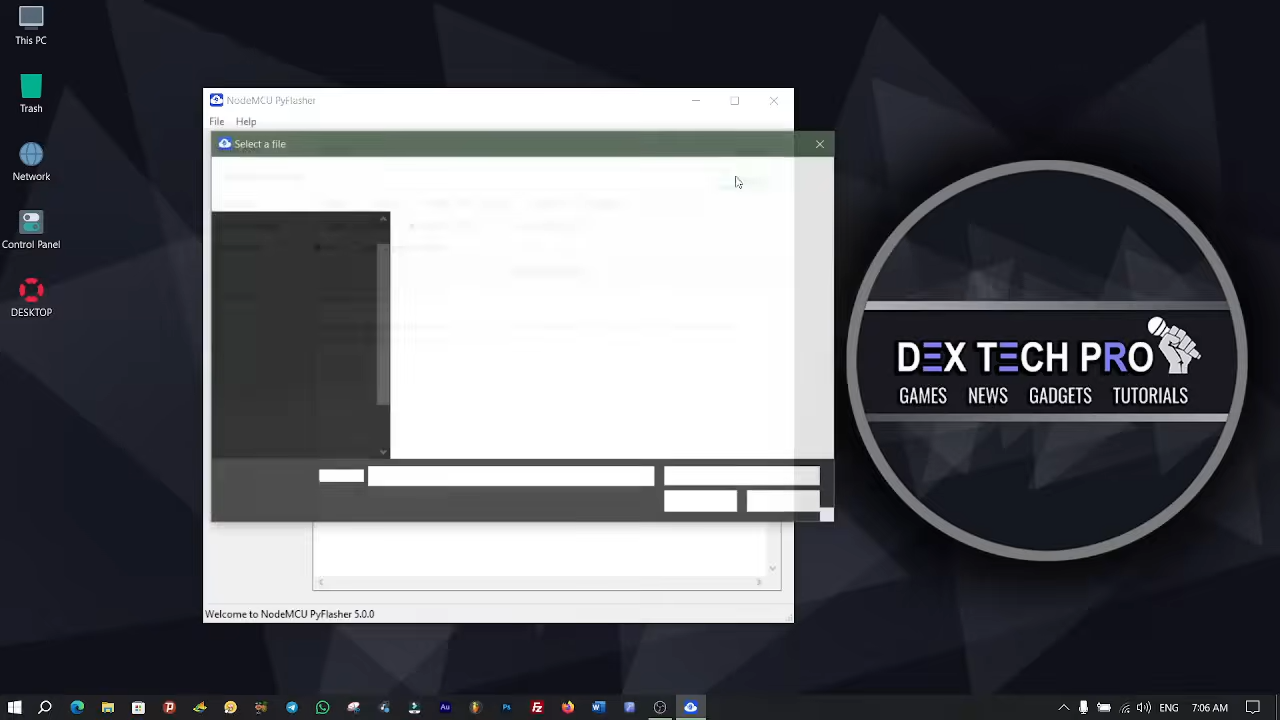 This PC
Trash
Network
Control Panel
DESKTOP
NodeMCU PyFlasher
File Help
Select a file
Welcome to NodeMCU PyFlasher 5.0.0
DEX TECH PRO
GAMES NEWS GADGETS TUTORIALS
ENG 7:06 AM